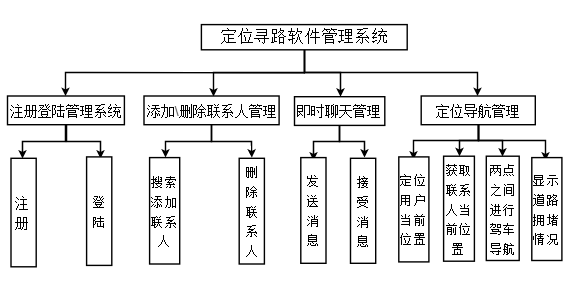 定位寻路软件管理系统
注册登陆管理系统
添加\删除联系人管理
即时聊天管理
定位导航管理
注
册
登
陆
搜索
添加
联系
人
删
除
联
系
人
发
送
消
息
接
受
消
息
定位
用户
当前
位置
获取
联系
人当
前位
置
两点
之间
进行
驾车
导航
显示
道路
拥堵
情况